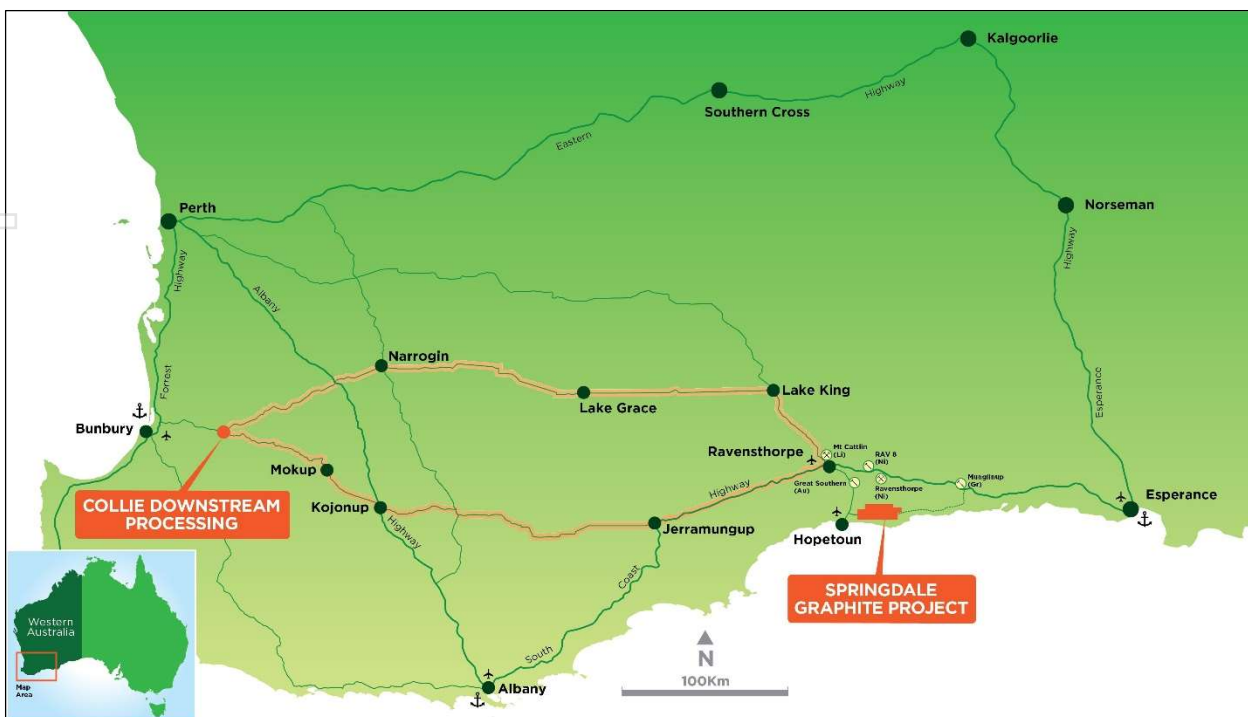 Kalgoorlie
Southern Cross
Highway
Eastern
Perth
Norseman
Highway
Highway
Albany
Narrogin
Forrest
Lake Grace
Lake King
Esperance
Bunbury
Ravensthorpe
Mt Cattlin
(Li)
RAV 8
(Ni)
Mokup
Highway
Great Southern
(Au)
Ravensthorpe
(Ni)
Munglinup
(Gr)
COLLIE DOWNSTREAM
PROCESSING
Kojonup
Highway
Jerramungup
Hopetoun
Esperance
Coast
SPRINGDALE
GRAPHITE PROJECT
South
Albany
Western
Australia
Map
Area
N
100Km